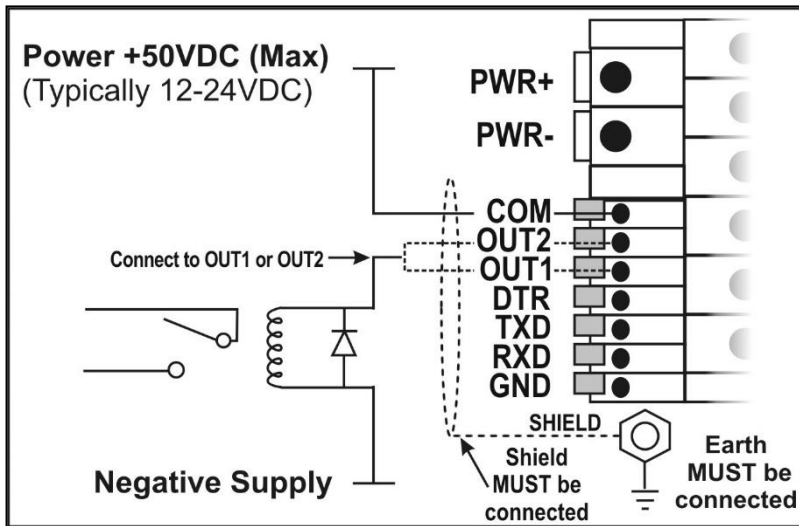 Power +50VDC (Max)
(Typically 12-24VDC)
PWR+
PWR-
COM
OUT2
Connect to OUT1 or OUT2
OUT1
DTR
TXD
RXD
GND
SHIELD
Shield
MUST be
connected
Earth
MUST be
connected
Negative Supply